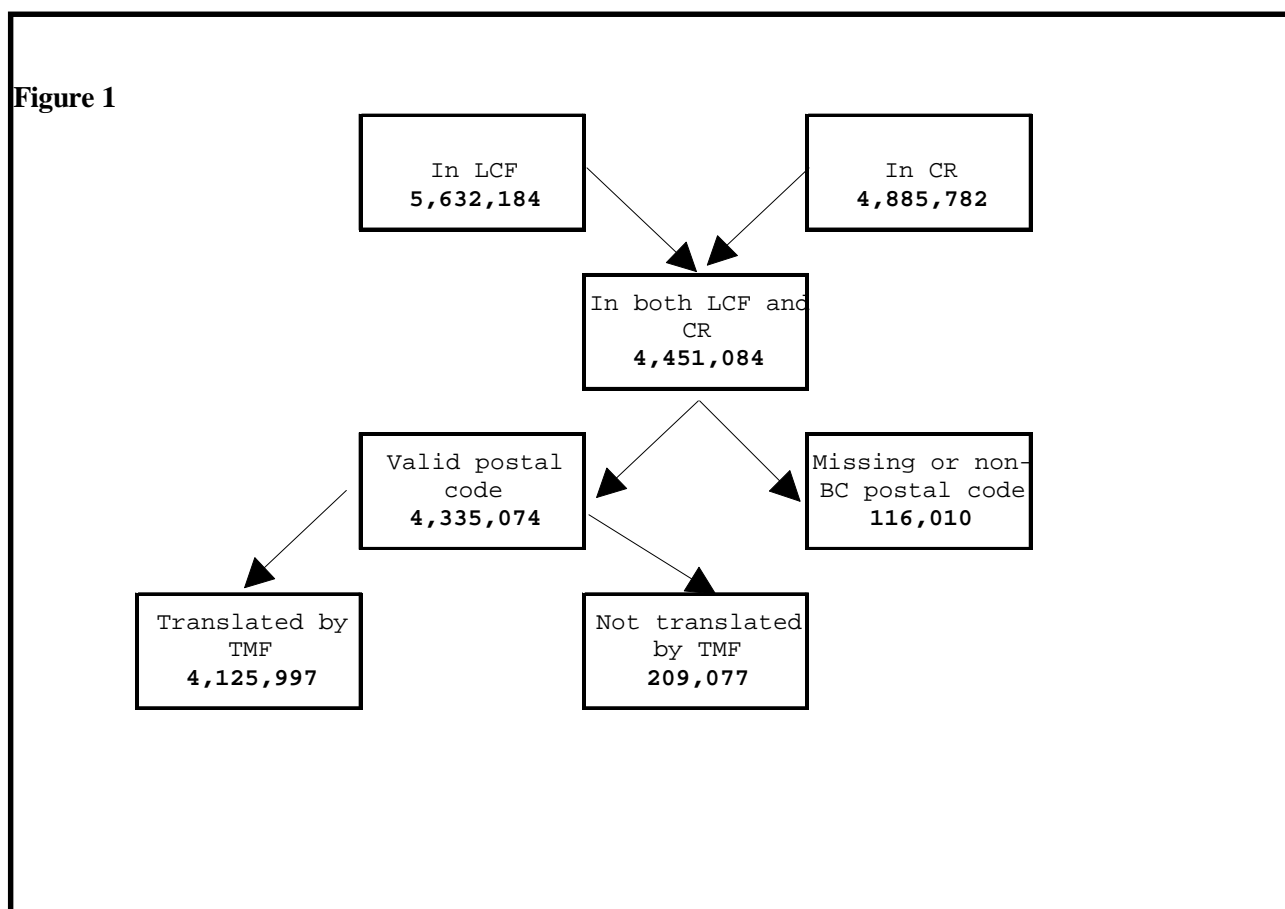 Figure 1
In LCF
5,632,184
In CR
4,885,782
In both LCF and
CR
4,451,084
Valid postal
code
4,335,074
Missing or non-
BC postal code
116,010
Translated by
TMF
4,125,997
Not translated
by TMF
209,077